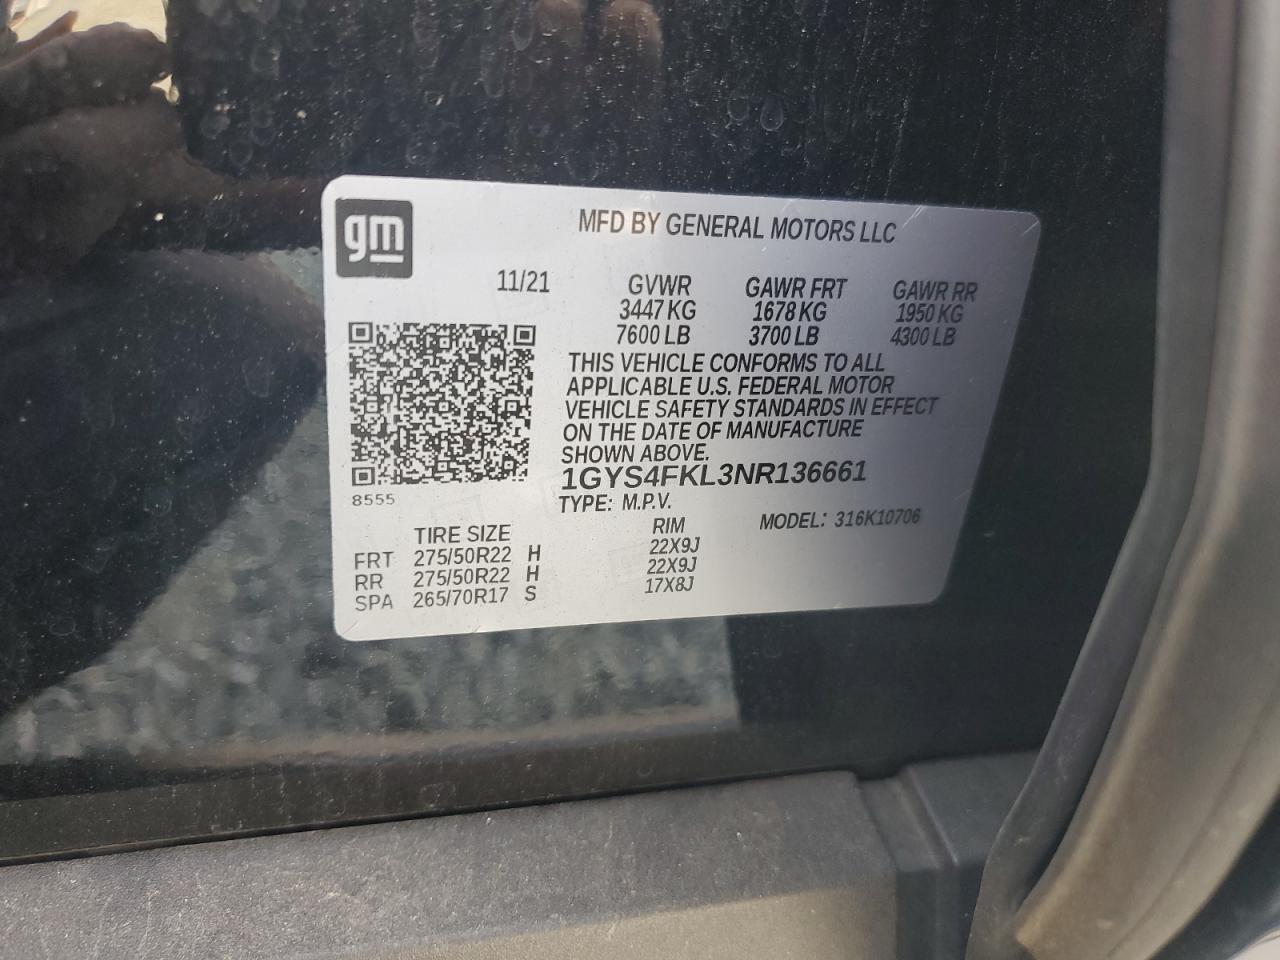 gm
MFD BY GENERAL MOTORS LLC
11/21 GVWR GAWR FRT GAWR RR
3447 KG 1678 KG 1950 KG
7600 LB 3700 LB 4300 LB
THIS VEHICLE CONFORMS TO ALL
APPLICABLE U.S. FEDERAL MOTOR
VEHICLE SAFETY STANDARDS IN EFFECT
ON THE DATE OF MANUFACTURE
SHOWN ABOVE.
1GYS4FKL3NR136661
8555
TYPE: M.P.V.
TIRE SIZE RIM MODEL: 316K10706
FRT 275/50R22 H 22X9J
RR 275/50R22 H 22X9J
SPA 265/70R17 S 17X8J